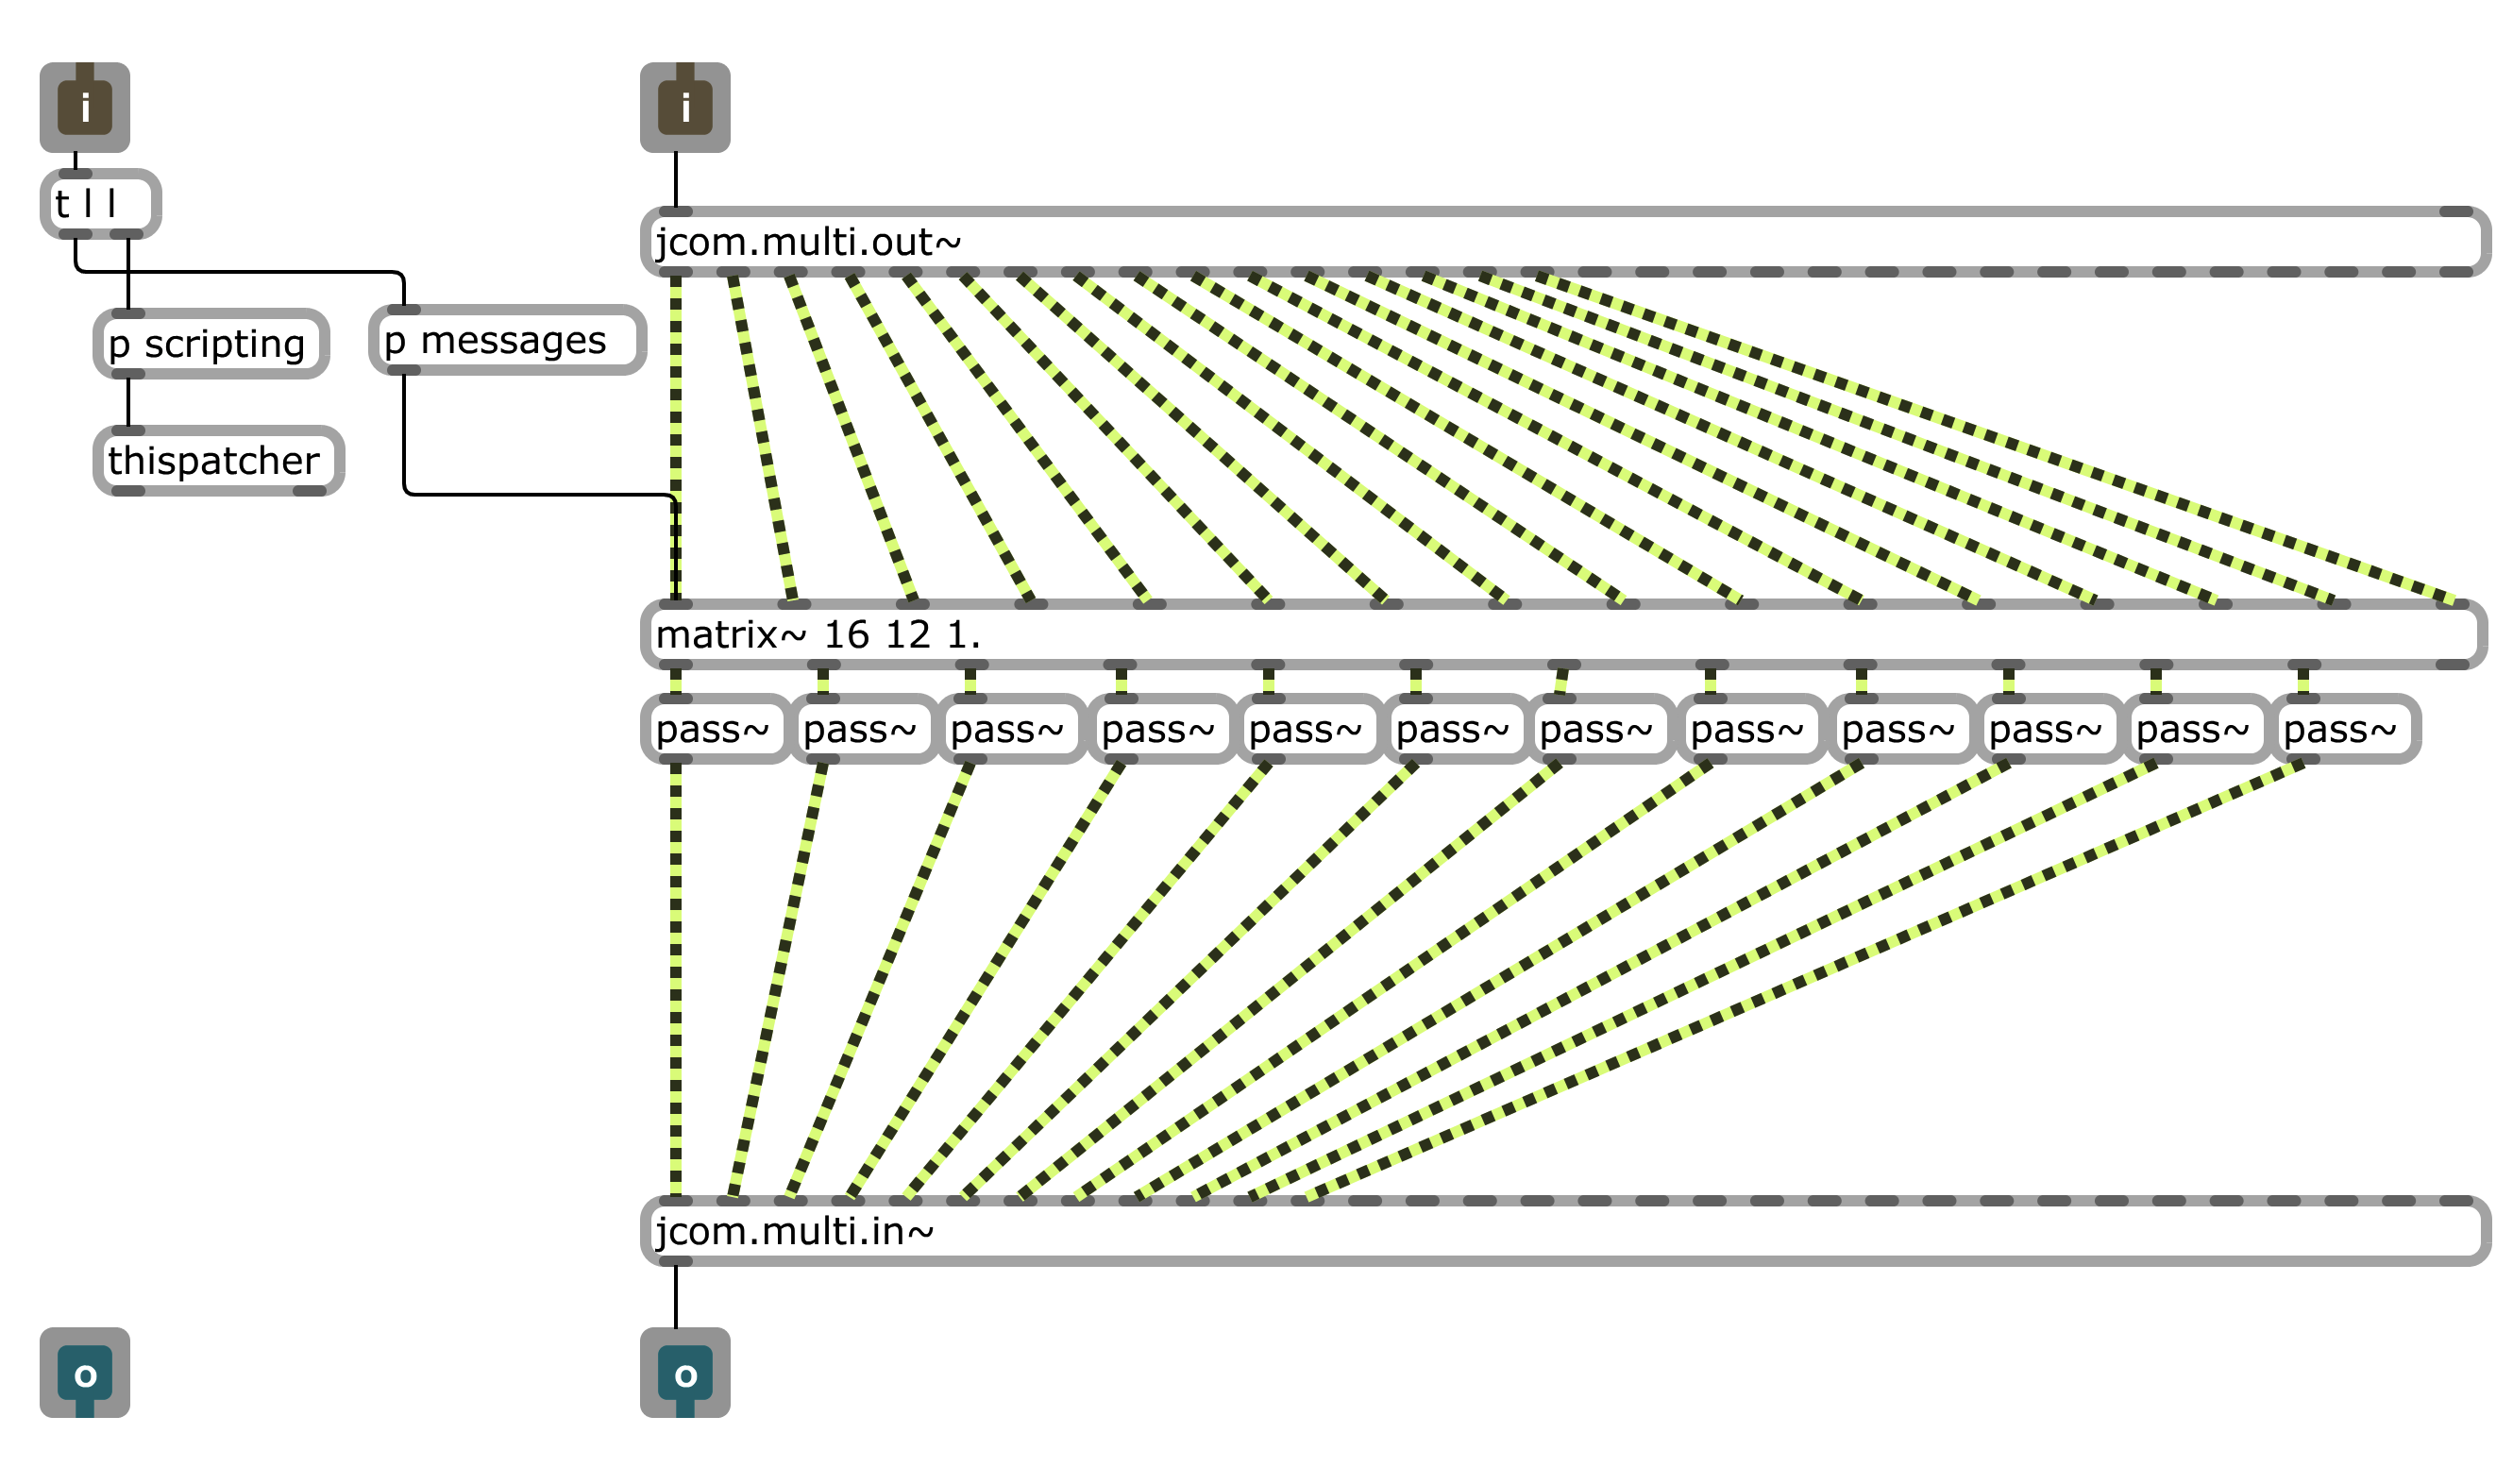 i
i
t l l
jcom.multi.out~
p scripting
p messages
thispatcher
matrix~ 16 12 1.
pass~
pass~
pass~
pass~
pass~
pass~
pass~
pass~
pass~
pass~
pass~
pass~
jcom.multi.in~
o
o